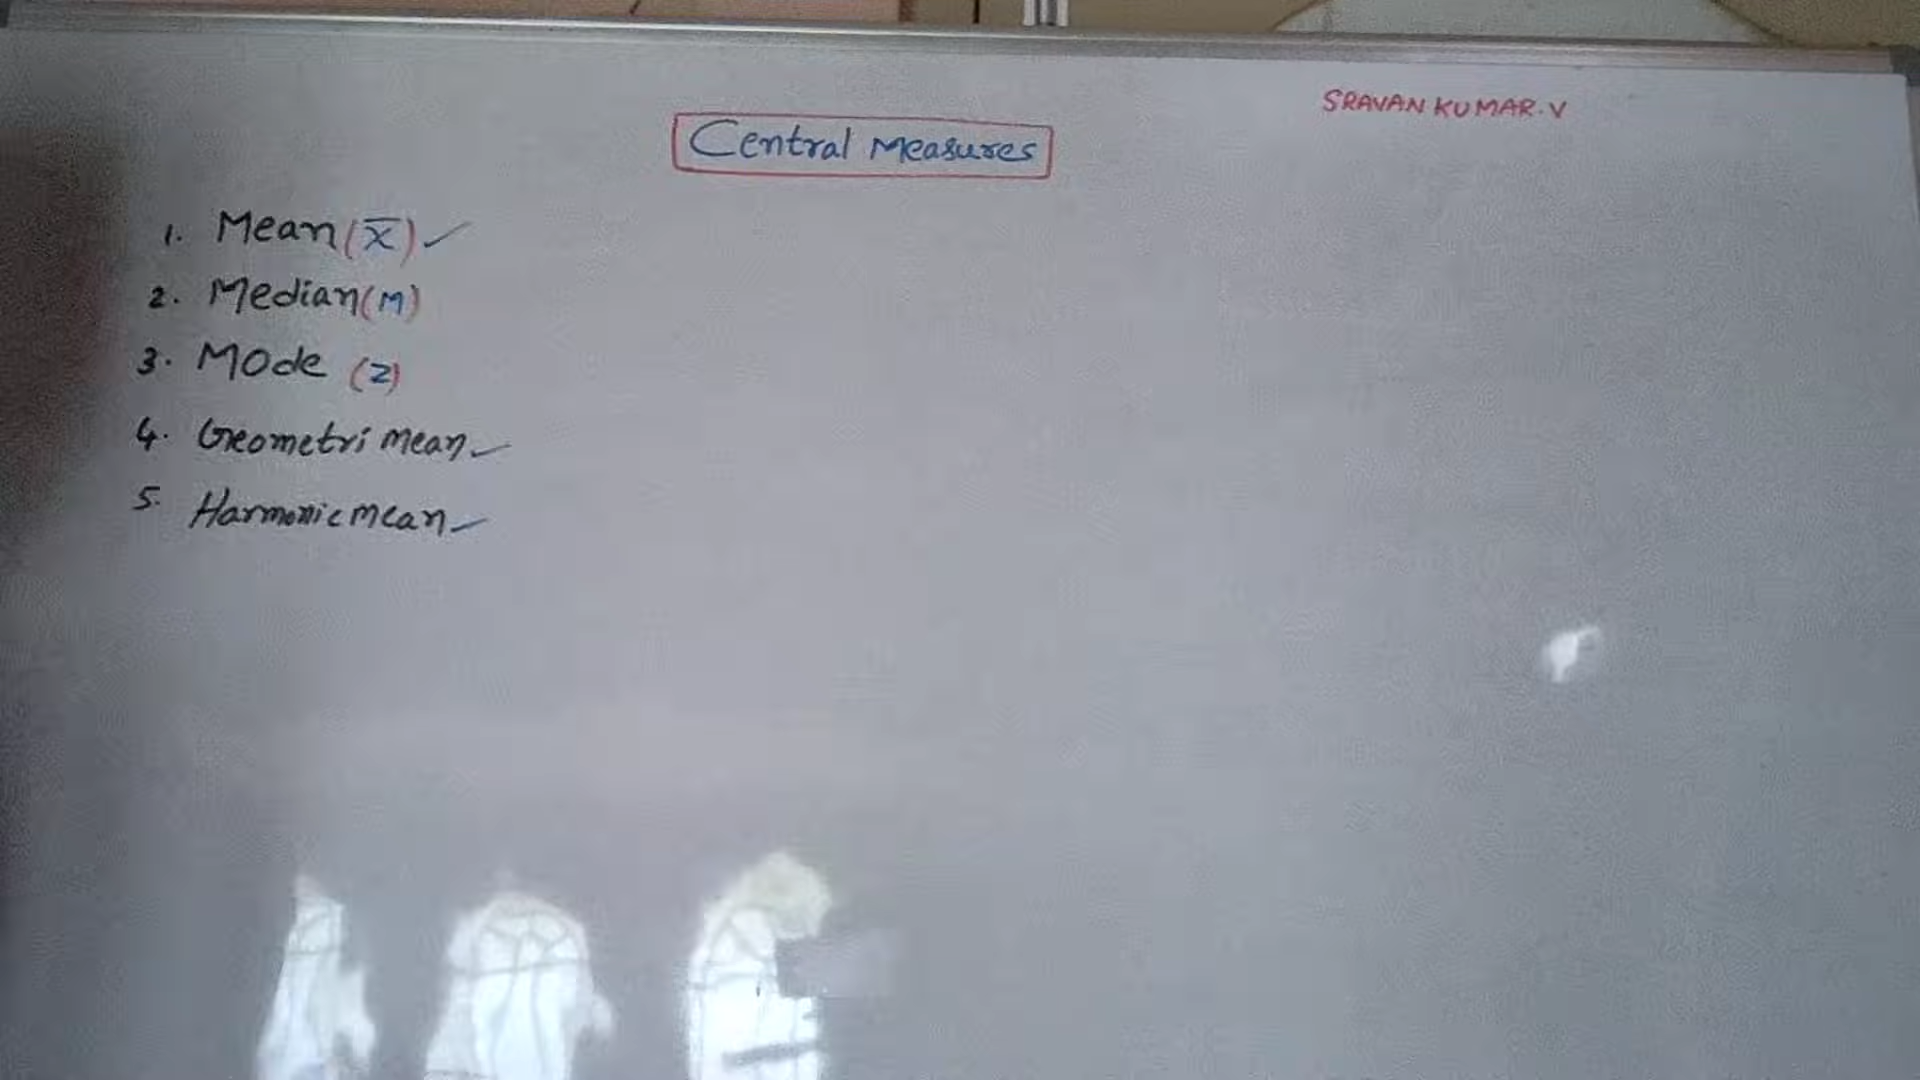 SRAVAN KUMAR.V
Central Measures
1. Mean (x̅) ✓
2. Median (M)
3. Mode (Z)
4. Geometri Mean ✓
5. Harmonic Mean ✓